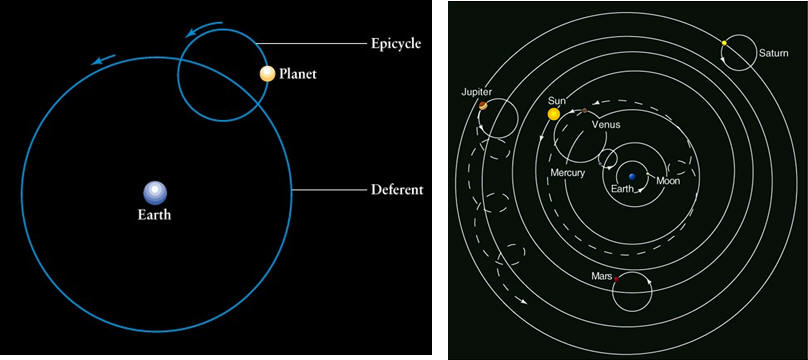 Epicycle
Planet
Earth
Deferent
Saturn
Jupiter
Sun
Venus
Mercury
Moon
Earth
Mars